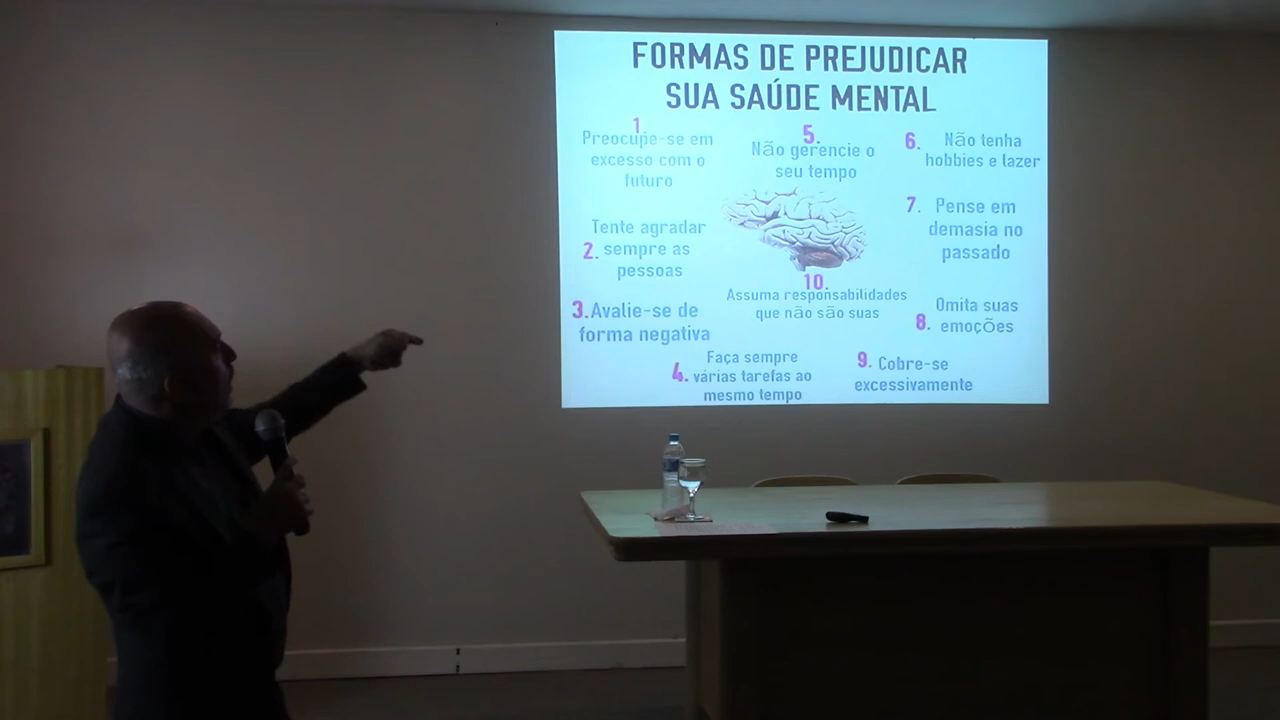 FORMAS DE PREJUDICAR
SUA SAÚDE MENTAL
1.
Preocupe-se em
excesso com o
futuro
Tente agradar
2. sempre as
pessoas
3. Avalie-se de
forma negativa
Faça sempre
4. várias tarefas ao
mesmo tempo
5.
Não gerencie o
seu tempo
6. Não tenha
hobbies e lazer
7. Pense em
demasia no
passado
Omita suas
8. emoções
9. Cobre-se
excessivamente
10.
Assuma responsabilidades
que não são suas